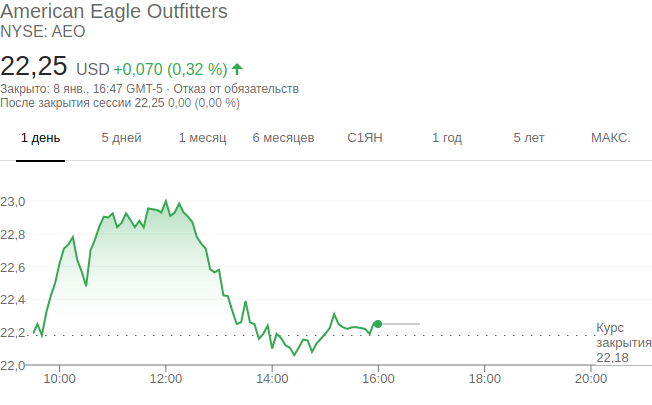 American Eagle Outfitters
NYSE: AEO
22,25 USD +0,070 (0,32 %)
Закрыто: 8 янв., 16:47 GMT-5 · Отказ от обязательств
После закрытия сессии 22,25 0,00 (0,00 %)
1 день 5 дней 1 месяц 6 месяцев С1ЯН 1 год 5 лет МАКС.
23,0
22,8
22,6
22,4
22,2
22,0
Курс
закрытия
22,18
10:00 12:00 14:00 16:00 18:00 20:00